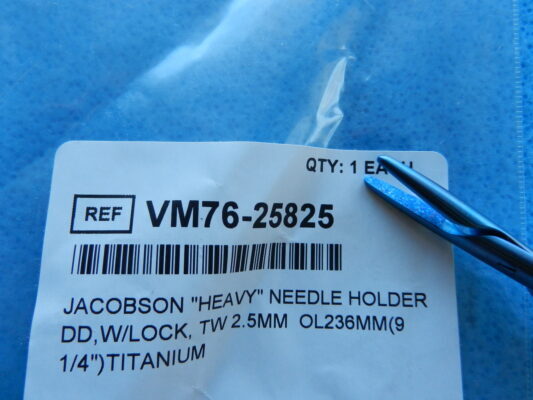 QTY: 1 EACH
REF VM76-25825
JACOBSON "HEAVY" NEEDLE HOLDER
DD,W/LOCK, TW 2.5MM OL236MM(9
1/4")TITANIUM